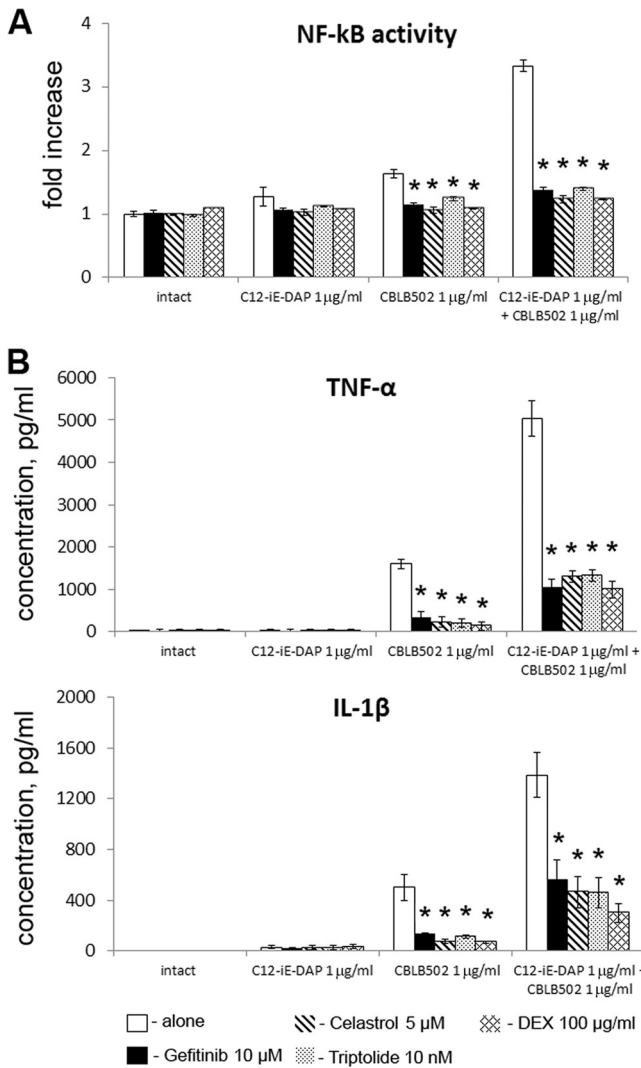 A
NF-kB activity
fold increase
4
3
2
1
0
* * * *
* * * *
intact
C12-iE-DAP 1 µg/ml
CBLB502 1 µg/ml
C12-iE-DAP 1 µg/ml
+ CBLB502 1 µg/ml
B
TNF-α
concentration, pg/ml
6000
5000
4000
3000
2000
1000
0
* * * *
* * * *
intact
C12-iE-DAP 1 µg/ml
CBLB502 1 µg/ml
C12-iE-DAP 1 µg/ml +
CBLB502 1 µg/ml
IL-1β
concentration, pg/ml
2000
1600
1200
800
400
0
* * * *
* * * *
intact
C12-iE-DAP 1 µg/ml
CBLB502 1 µg/ml
C12-iE-DAP 1 µg/ml +
CBLB502 1 µg/ml
- alone
- Celastrol 5 µM
- DEX 100 µg/ml
- Gefitinib 10 µM
- Triptolide 10 nM